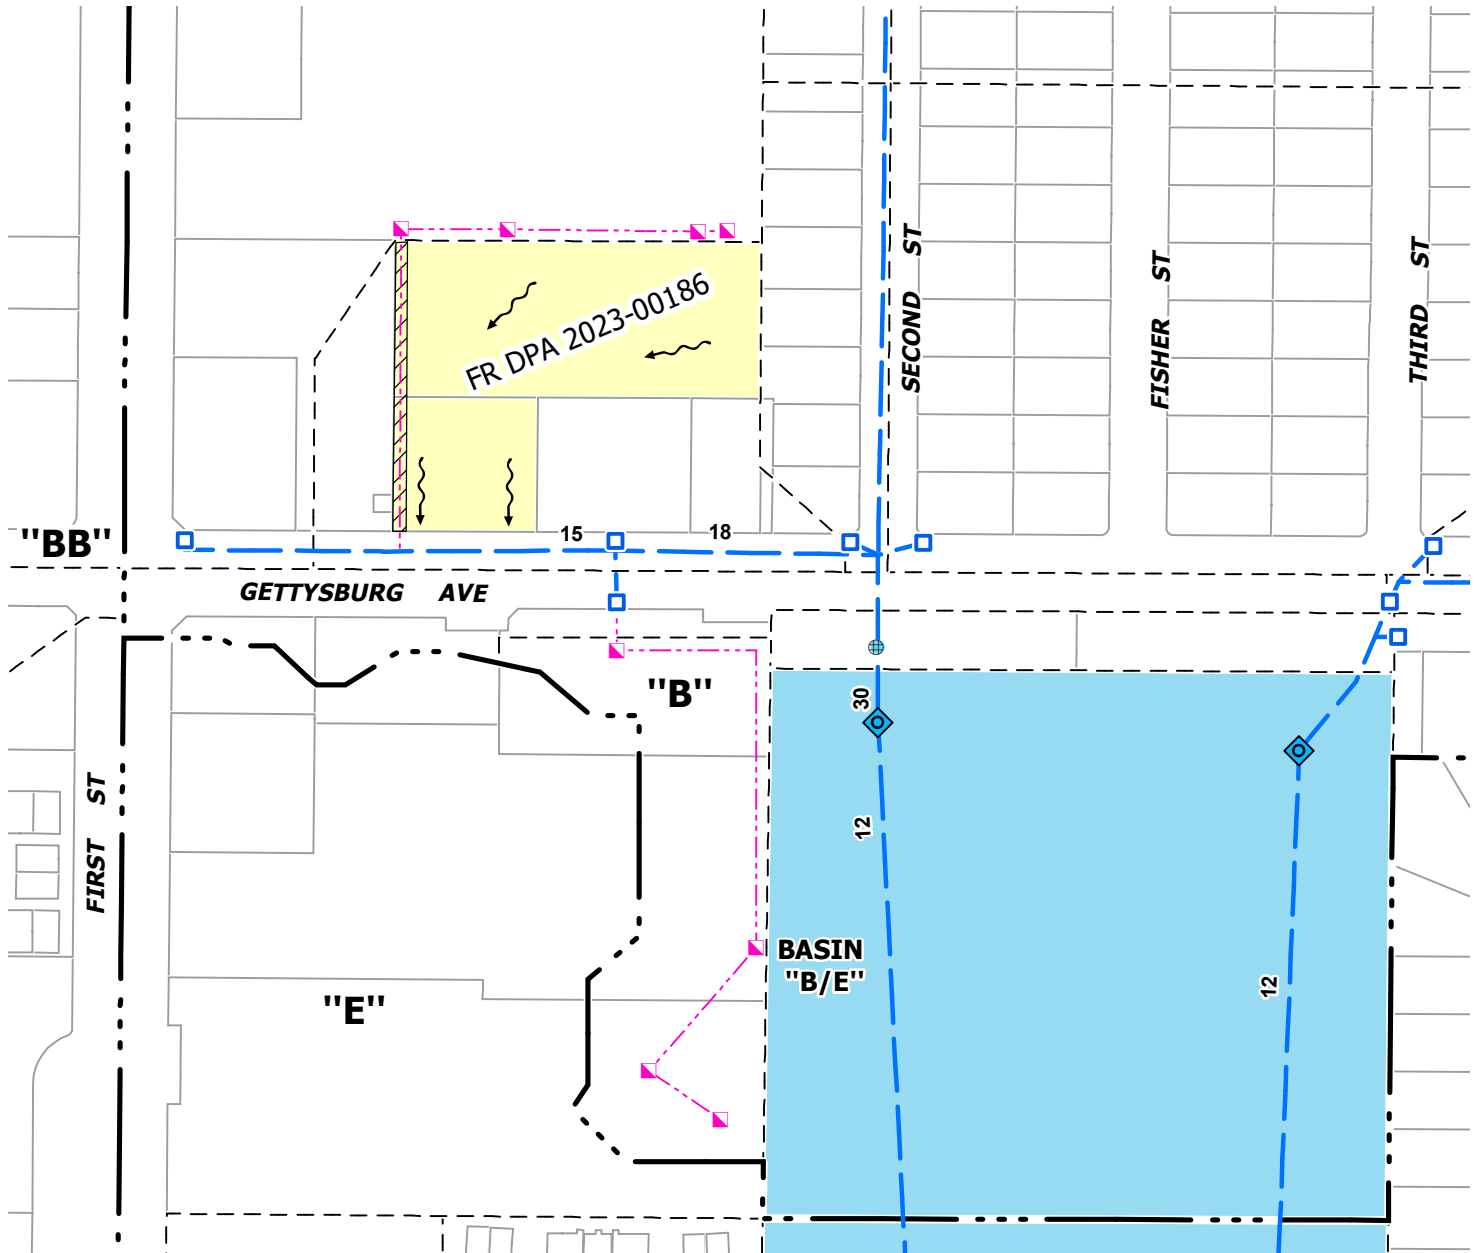 SECOND ST
FISHER ST
THIRD ST
FR DPA 2023-00186
"BB"
15
18
GETTYSBURG AVE
"B"
30
12
FIRST ST
BASIN
"B/E"
12
"E"